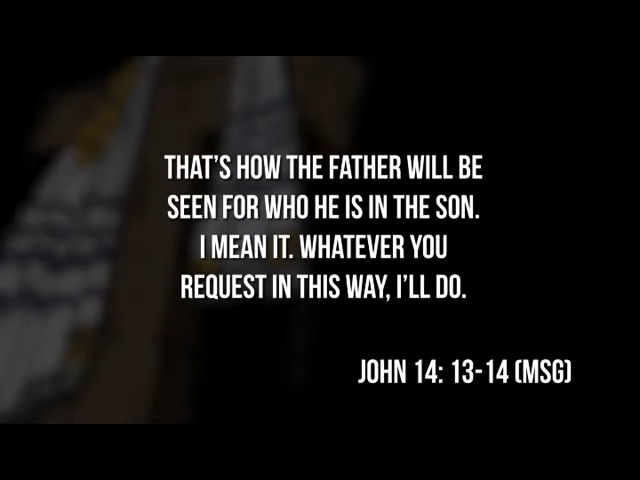 THAT'S HOW THE FATHER WILL BE
SEEN FOR WHO HE IS IN THE SON.
I MEAN IT. WHATEVER YOU
REQUEST IN THIS WAY, I'LL DO.
JOHN 14: 13-14 (MSG)